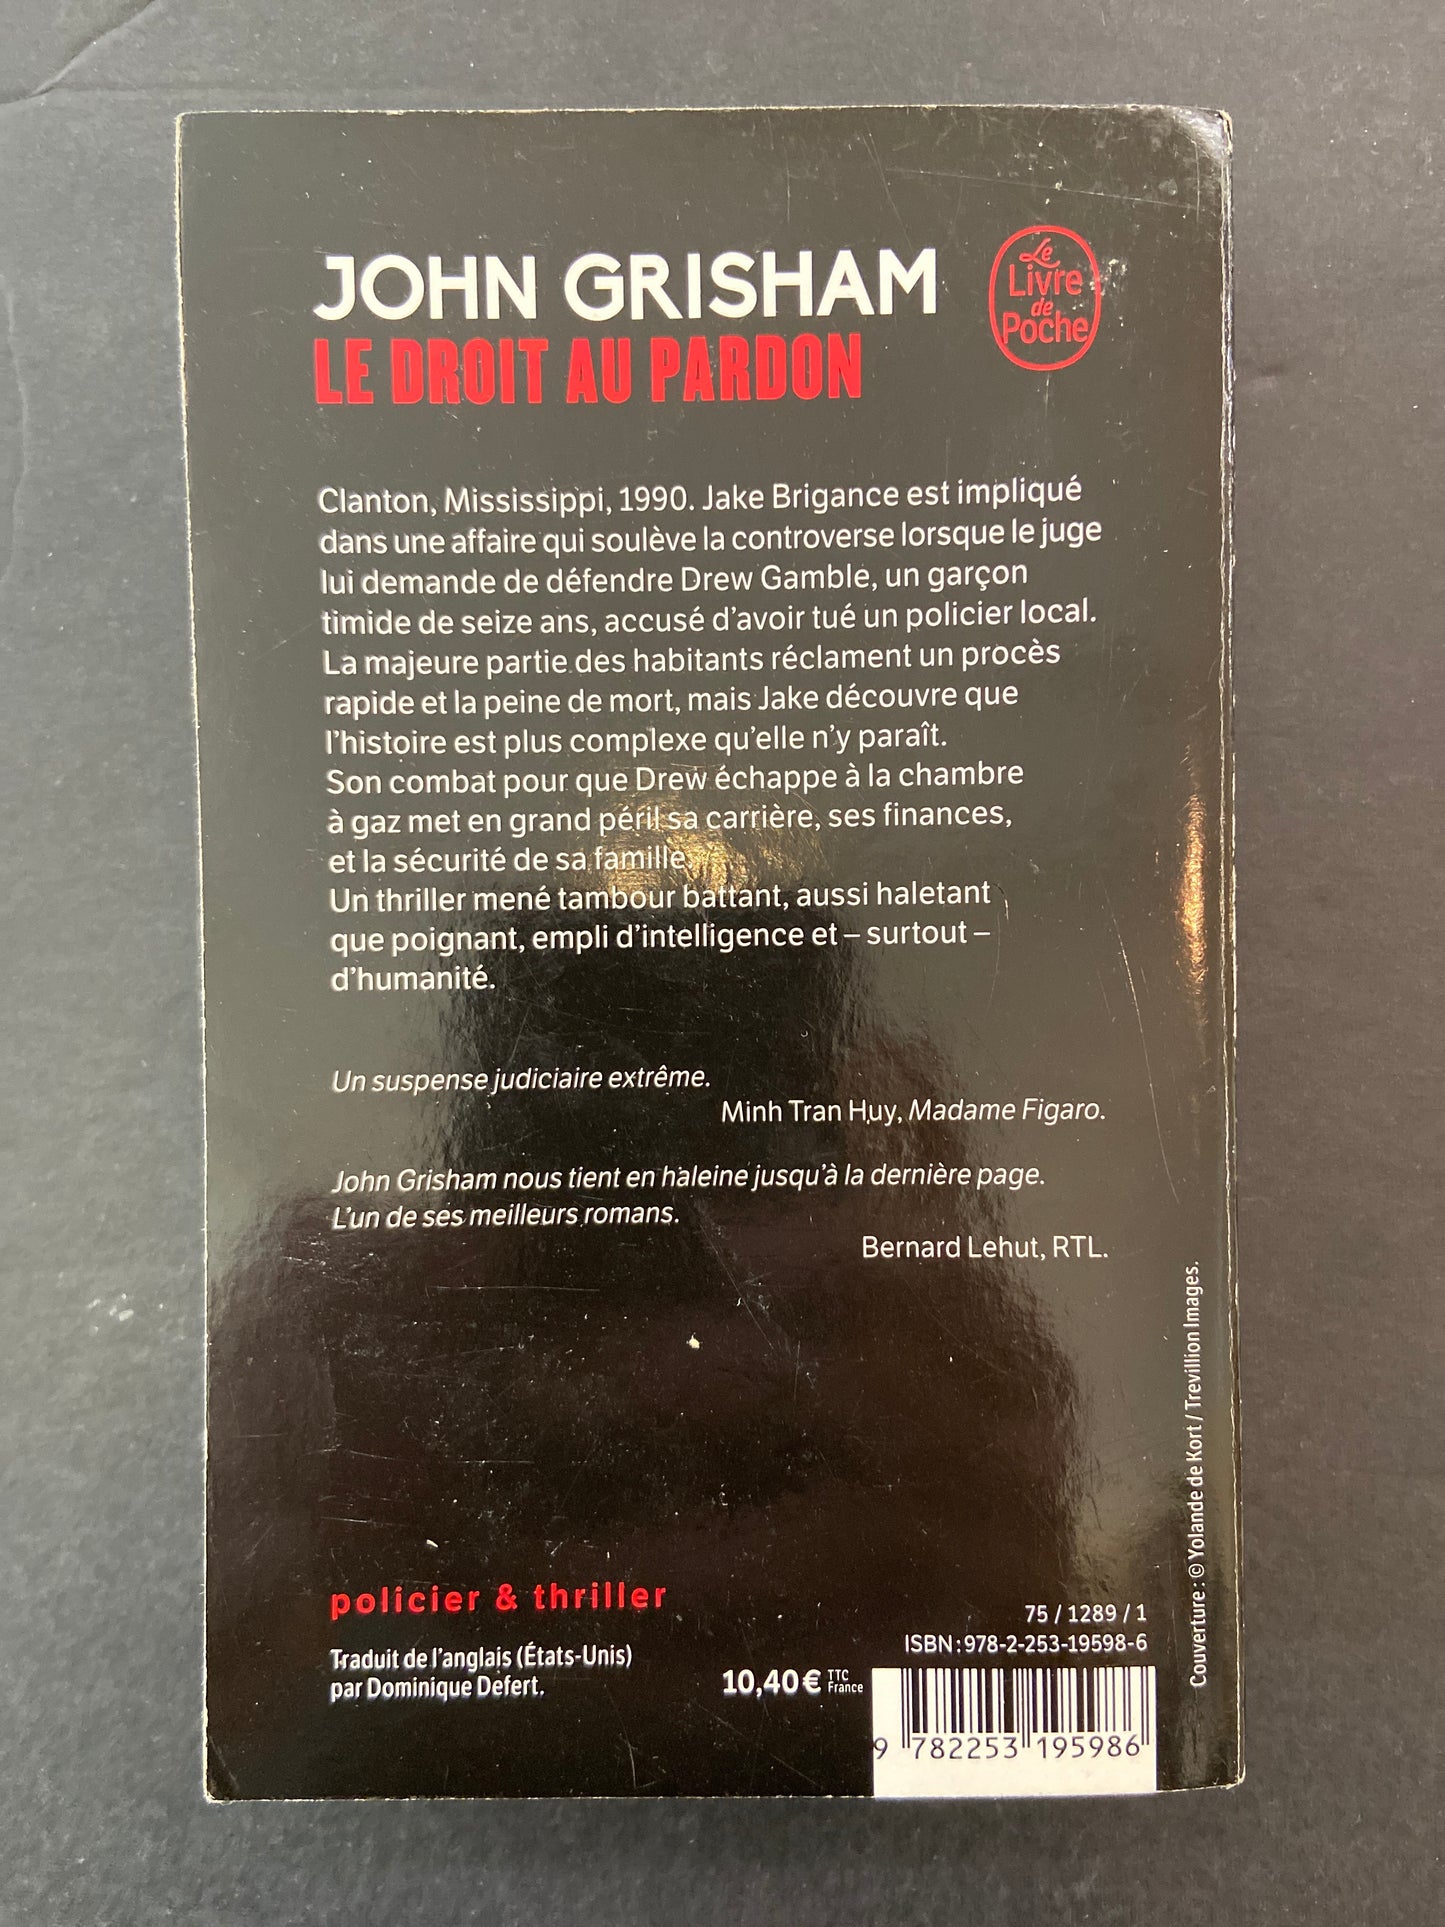 JOHN GRISHAM
LE DROIT AU PARDON
Le
Livre
de
Poche
Clanton, Mississippi, 1990. Jake Brigance est impliqué
dans une affaire qui soulève la controverse lorsque le juge
lui demande de défendre Drew Gamble, un garçon
timide de seize ans, accusé d’avoir tué un policier local.
La majeure partie des habitants réclament un procès
rapide et la peine de mort, mais Jake découvre que
l’histoire est plus complexe qu’elle n’y paraît.
Son combat pour que Drew échappe à la chambre
à gaz met en grand péril sa carrière, ses finances,
et la sécurité de sa famille.
Un thriller mené tambour battant, aussi haletant
que poignant, empli d’intelligence et – surtout –
d’humanité.
Un suspense judiciaire extrême.
Minh Tran Huy, Madame Figaro.
John Grisham nous tient en haleine jusqu’à la dernière page.
L’un de ses meilleurs romans.
Bernard Lehut, RTL.
policier & thriller
Traduit de l’anglais (États-Unis)
par Dominique Defert.
10,40 € TTC
France
75 / 1289 / 1
ISBN : 978-2-253-19598-6
9 782253 195986
Couverture : © Yolande de Kort / Trevillion Images.